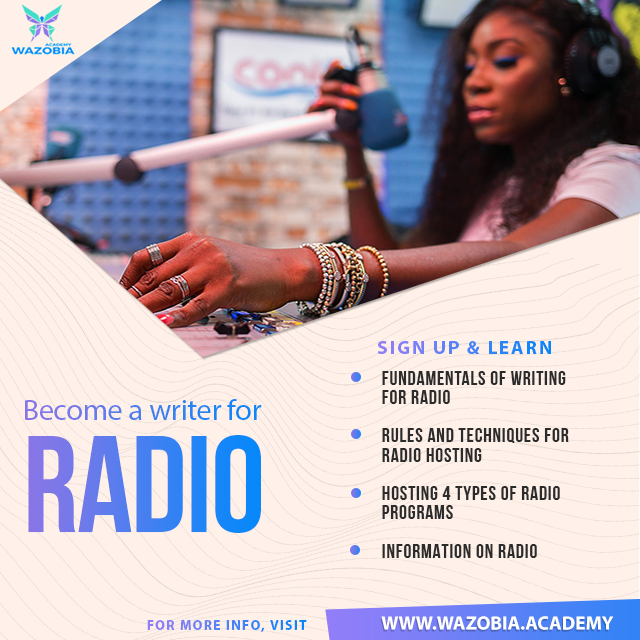 ACADEMY
WAZOBIA
Become a writer for
RADIO
SIGN UP & LEARN
FUNDAMENTALS OF WRITING
FOR RADIO
RULES AND TECHNIQUES FOR
RADIO HOSTING
HOSTING 4 TYPES OF RADIO
PROGRAMS
INFORMATION ON RADIO
FOR MORE INFO, VISIT
WWW.WAZOBIA.ACADEMY